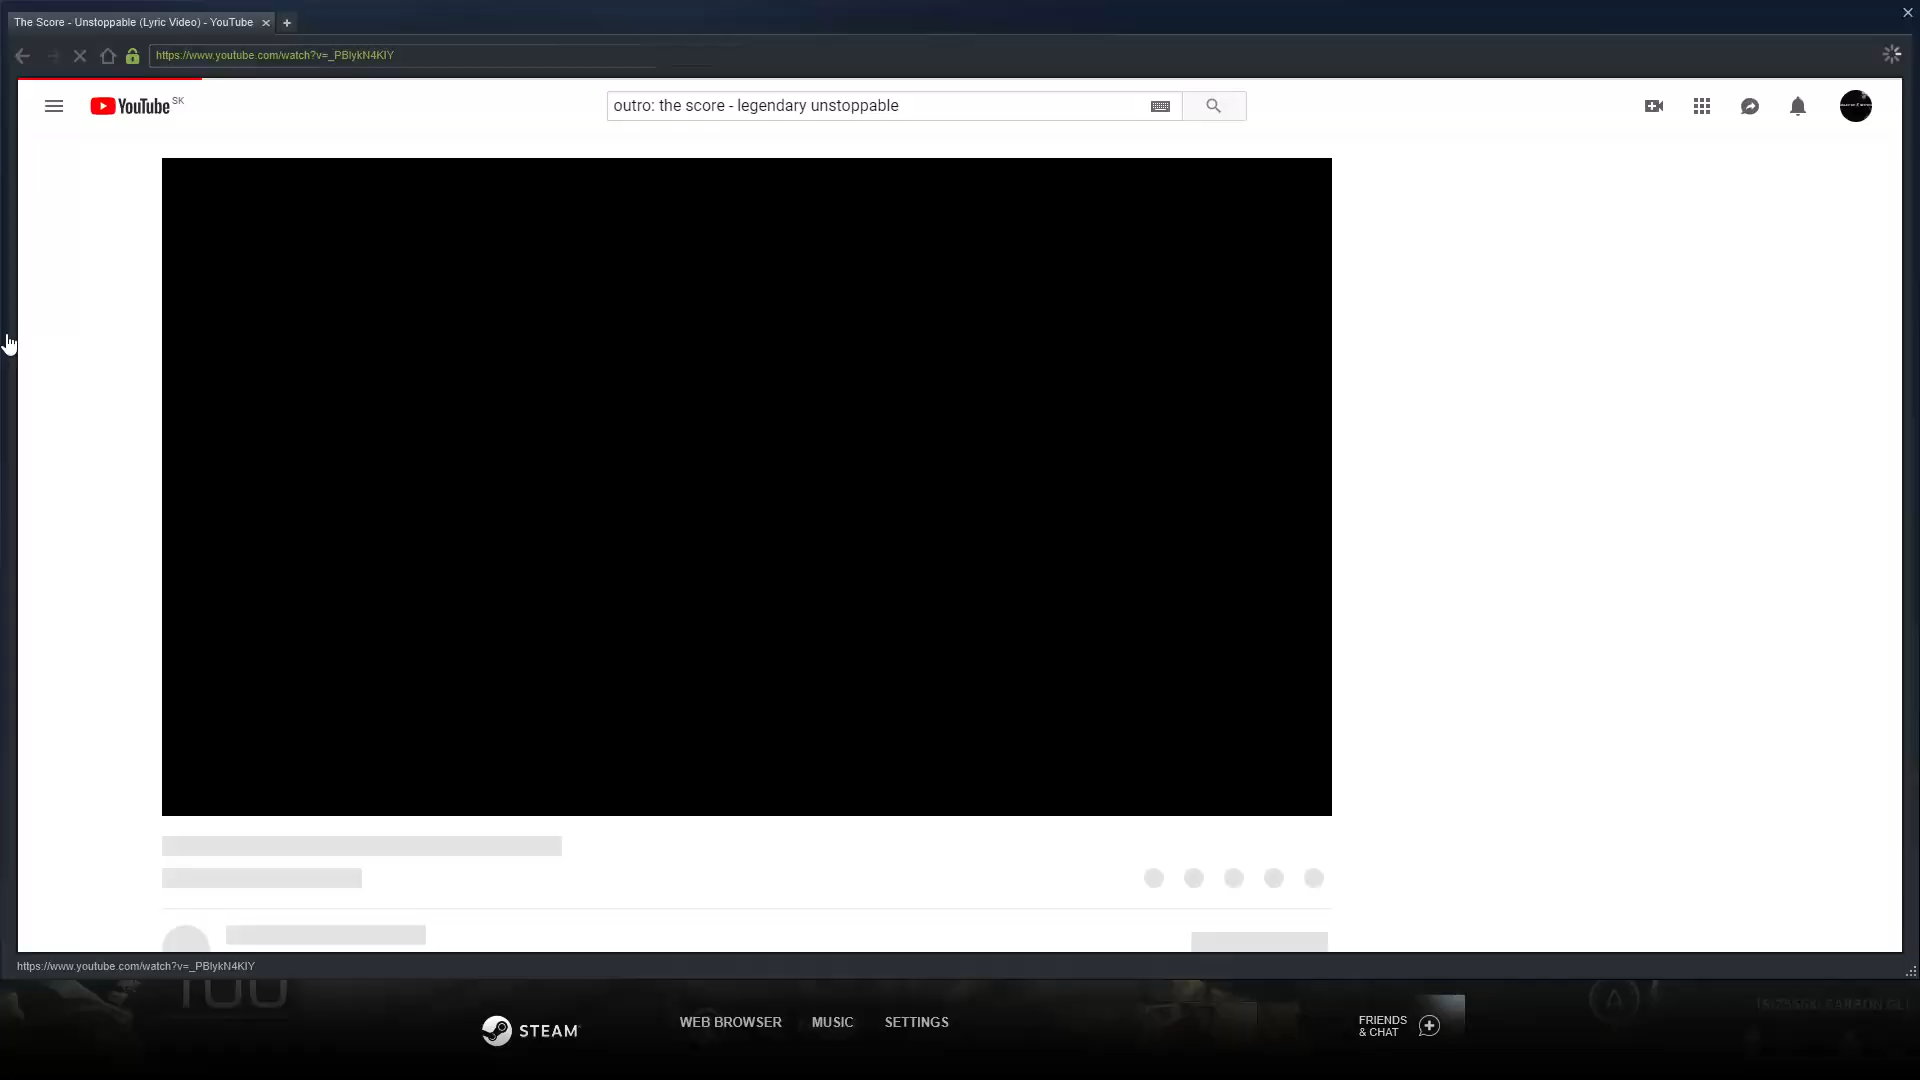 The Score - Unstoppable (Lyric Video) - YouTube
https://www.youtube.com/watch?v=_PBlykN4KIY
YouTube SK
outro: the score - legendary unstoppable
https://www.youtube.com/watch?v=_PBlykN4KIY
100
A
STEAM
WEB BROWSER
MUSIC
SETTINGS
FRIENDS
& CHAT